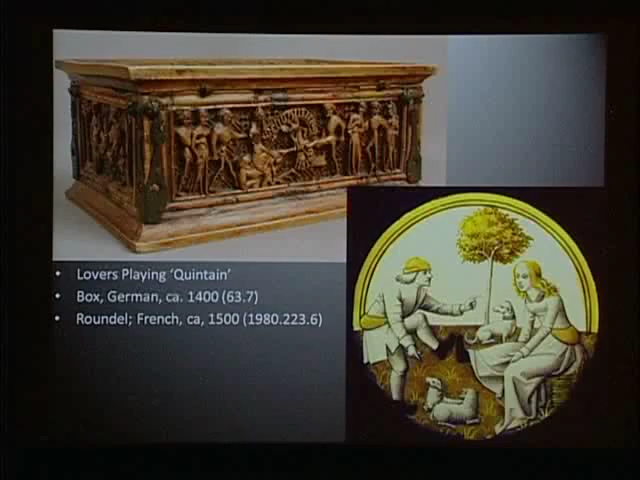 • Lovers Playing ‘Quintain’
• Box, German, ca. 1400 (63.7)
• Roundel; French, ca, 1500 (1980.223.6)